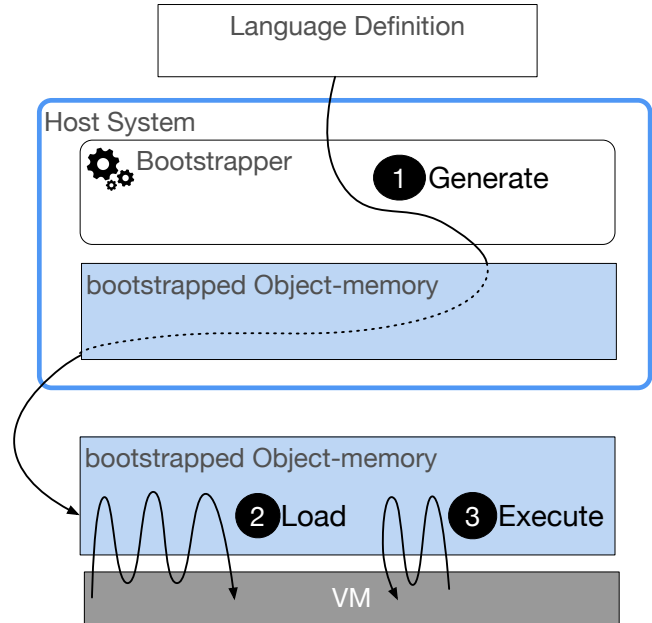 Language Definition
Host System
Bootstrapper
1 Generate
bootstrapped Object-memory
bootstrapped Object-memory
2 Load
3 Execute
VM